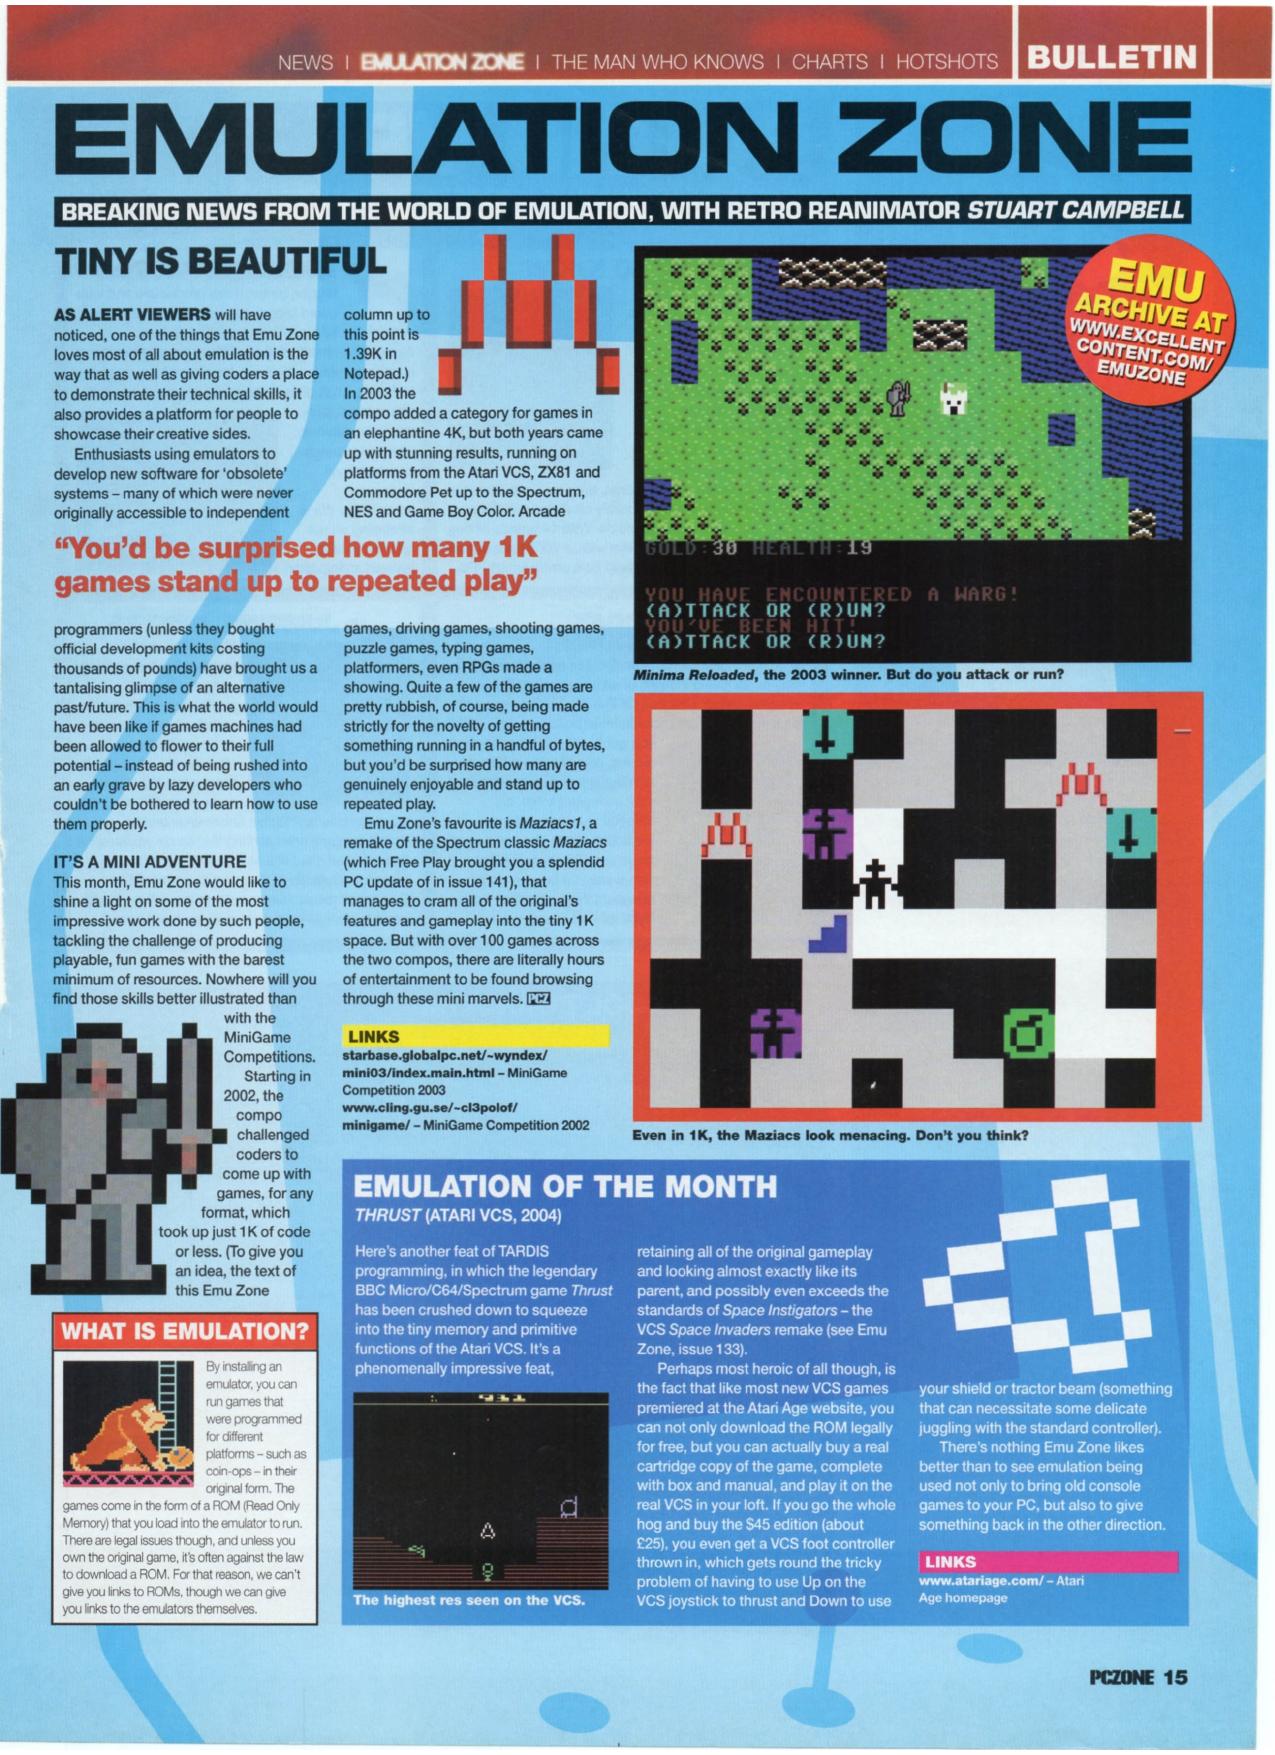 NEWS | EMULATION ZONE | THE MAN WHO KNOWS | CHARTS | HOTSHOTS
BULLETIN
EMULATION ZONE
BREAKING NEWS FROM THE WORLD OF EMULATION, WITH RETRO REANIMATOR STUART CAMPBELL
TINY IS BEAUTIFUL
AS ALERT VIEWERS will have
noticed, one of the things that Emu Zone
loves most of all about emulation is the
way that as well as giving coders a place
to demonstrate their technical skills, it
also provides a platform for people to
showcase their creative sides.
Enthusiasts using emulators to
develop new software for 'obsolete'
systems – many of which were never
originally accessible to independent
"You'd be surprised how many 1K
games stand up to repeated play"
programmers (unless they bought
official development kits costing
thousands of pounds) have brought us a
tantalising glimpse of an alternative
past/future. This is what the world would
have been like if games machines had
been allowed to flower to their full
potential – instead of being rushed into
an early grave by lazy developers who
couldn't be bothered to learn how to use
them properly.
IT'S A MINI ADVENTURE
This month, Emu Zone would like to
shine a light on some of the most
impressive work done by such people,
tackling the challenge of producing
playable, fun games with the barest
minimum of resources. Nowhere will you
find those skills better illustrated than
with the
MiniGame
Competitions.
Starting in
2002, the
compo
challenged
coders to
come up with
games, for any
format, which
took up just 1K of code
or less. (To give you
an idea, the text of
this Emu Zone
column up to
this point is
1.39K in
Notepad.)
In 2003 the
compo added a category for games in
an elephantine 4K, but both years came
up with stunning results, running on
platforms from the Atari VCS, ZX81 and
Commodore Pet up to the Spectrum,
NES and Game Boy Color. Arcade
games, driving games, shooting games,
puzzle games, typing games,
platformers, even RPGs made a
showing. Quite a few of the games are
pretty rubbish, of course, being made
strictly for the novelty of getting
something running in a handful of bytes,
but you'd be surprised how many are
genuinely enjoyable and stand up to
repeated play.
Emu Zone's favourite is Maziacs1, a
remake of the Spectrum classic Maziacs
(which Free Play brought you a splendid
PC update of in issue 141), that
manages to cram all of the original's
features and gameplay into the tiny 1K
space. But with over 100 games across
the two compos, there are literally hours
of entertainment to be found browsing
through these mini marvels. PCZ
LINKS
starbase.globalpc.net/~wyndex/
mini03/index.main.html – MiniGame
Competition 2003
www.cling.gu.se/~cl3polof/
minigame/ – MiniGame Competition 2002
EMU
ARCHIVE AT
WWW.EXCELLENT
CONTENT.COM/
EMUZONE
GOLD:30 HEALTH:19
YOU HAVE ENCOUNTERED A WARG!
(A)TTACK OR (R)UN?
YOU'VE BEEN HIT!
(A)TTACK OR (R)UN?
Minima Reloaded, the 2003 winner. But do you attack or run?
Even in 1K, the Maziacs look menacing. Don't you think?
WHAT IS EMULATION?
By installing an
emulator, you can
run games that
were programmed
for different
platforms – such as
coin-ops – in their
original form. The
games come in the form of a ROM (Read Only
Memory) that you load into the emulator to run.
There are legal issues though, and unless you
own the original game, it's often against the law
to download a ROM. For that reason, we can't
give you links to ROMs, though we can give
you links to the emulators themselves.
EMULATION OF THE MONTH
THRUST (ATARI VCS, 2004)
Here's another feat of TARDIS
programming, in which the legendary
BBC Micro/C64/Spectrum game Thrust
has been crushed down to squeeze
into the tiny memory and primitive
functions of the Atari VCS. It's a
phenomenally impressive feat,
The highest res seen on the VCS.
retaining all of the original gameplay
and looking almost exactly like its
parent, and possibly even exceeds the
standards of Space Instigators – the
VCS Space Invaders remake (see Emu
Zone, issue 133).
Perhaps most heroic of all though, is
the fact that like most new VCS games
premiered at the Atari Age website, you
can not only download the ROM legally
for free, but you can actually buy a real
cartridge copy of the game, complete
with box and manual, and play it on the
real VCS in your loft. If you go the whole
hog and buy the $45 edition (about
£25), you even get a VCS foot controller
thrown in, which gets round the tricky
problem of having to use Up on the
VCS joystick to thrust and Down to use
your shield or tractor beam (something
that can necessitate some delicate
juggling with the standard controller).
There's nothing Emu Zone likes
better than to see emulation being
used not only to bring old console
games to your PC, but also to give
something back in the other direction.
LINKS
www.atariage.com/ – Atari
Age homepage
PCZONE 15